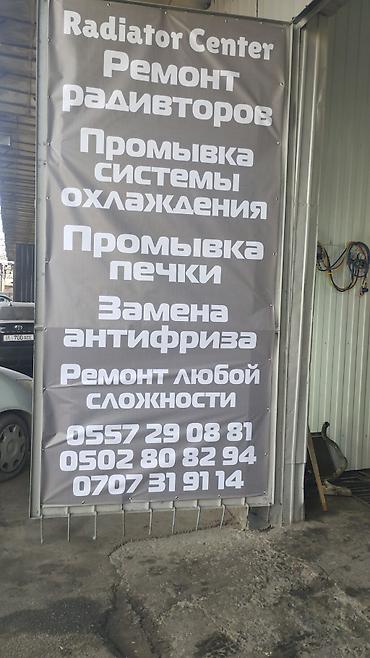 Radiator Center
Ремонт
радивторов
Промывка
системы
охлаждения
Промывка
печки
Замена
антифриза
Ремонт любой
сложности
0557 29 08 81
0502 80 82 94
0707 31 91 14